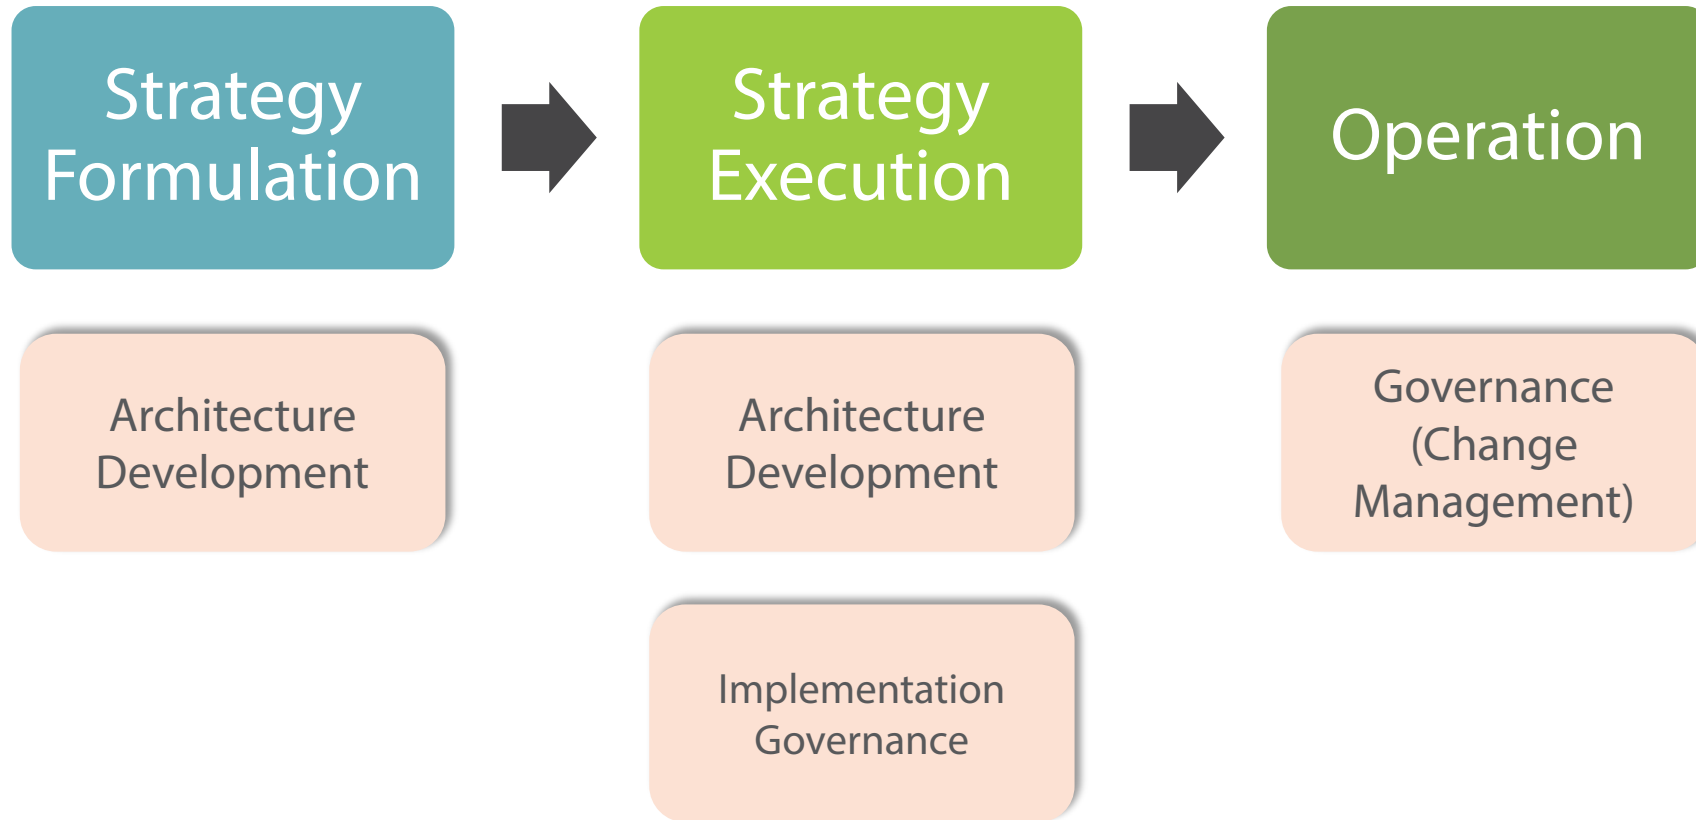 Strategy
Formulation
Strategy
Execution
Operation
Architecture
Development
Architecture
Development
Governance
(Change
Management)
Implementation
Governance